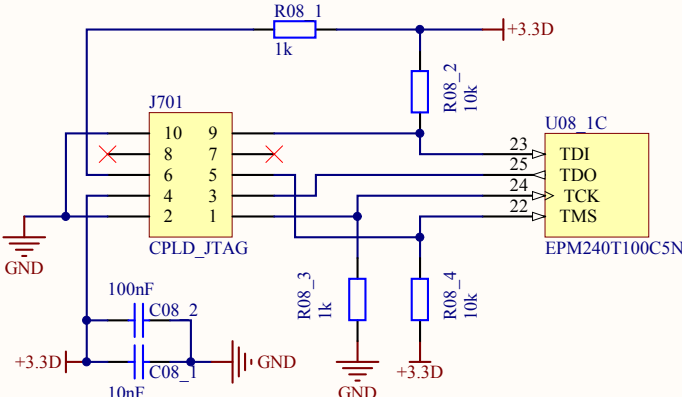 R08_1
1k
+3.3D
R08_2
10k
J701
10 9
8 7
6 5
4 3
2 1
CPLD_JTAG
U08_1C
23 TDI
25 TDO
24 TCK
22 TMS
EPM240T100C5N
GND
100nF
C08_2
+3.3D
C08_1
10nF
GND
R08_3
1k
GND
R08_4
10k
+3.3D